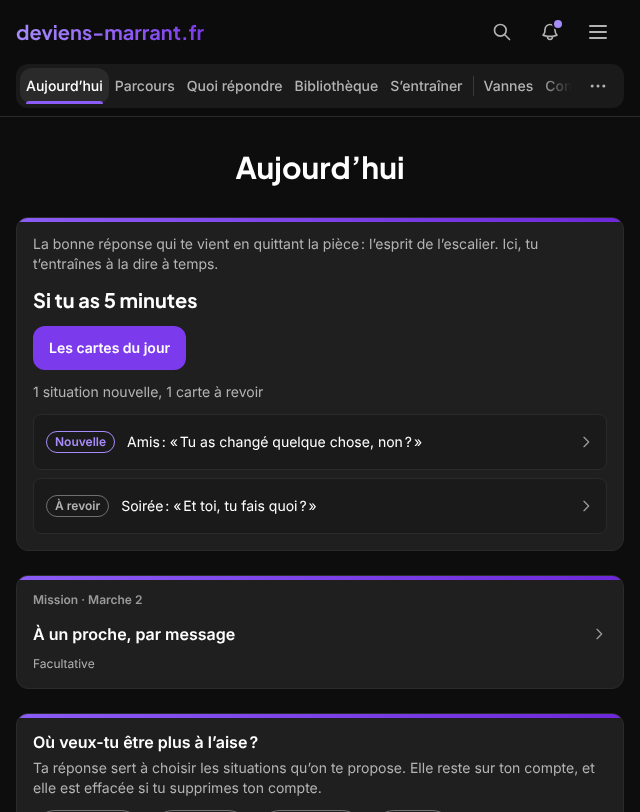 deviens-marrant.fr
Aujourd’hui Parcours Quoi répondre Bibliothèque S’entraîner Vannes
Aujourd’hui
La bonne réponse qui te vient en quittant la pièce : l’esprit de l’escalier. Ici, tu
t’entraînes à la dire à temps.
Si tu as 5 minutes
Les cartes du jour
1 situation nouvelle, 1 carte à revoir
Nouvelle Amis : « Tu as changé quelque chose, non ? »
À revoir Soirée : « Et toi, tu fais quoi ? »
Mission · Marche 2
À un proche, par message
Facultative
Où veux-tu être plus à l’aise ?
Ta réponse sert à choisir les situations qu’on te propose. Elle reste sur ton compte, et
elle est effacée si tu supprimes ton compte.